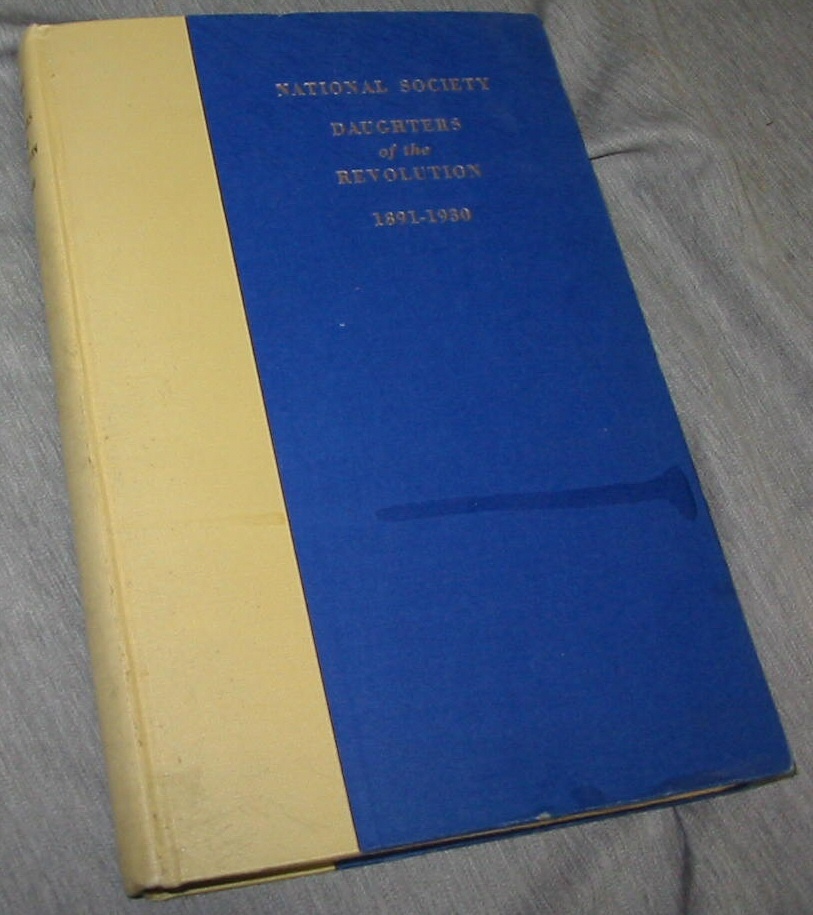 NATIONAL SOCIETY
DAUGHTERS
of the
REVOLUTION
1891-1930